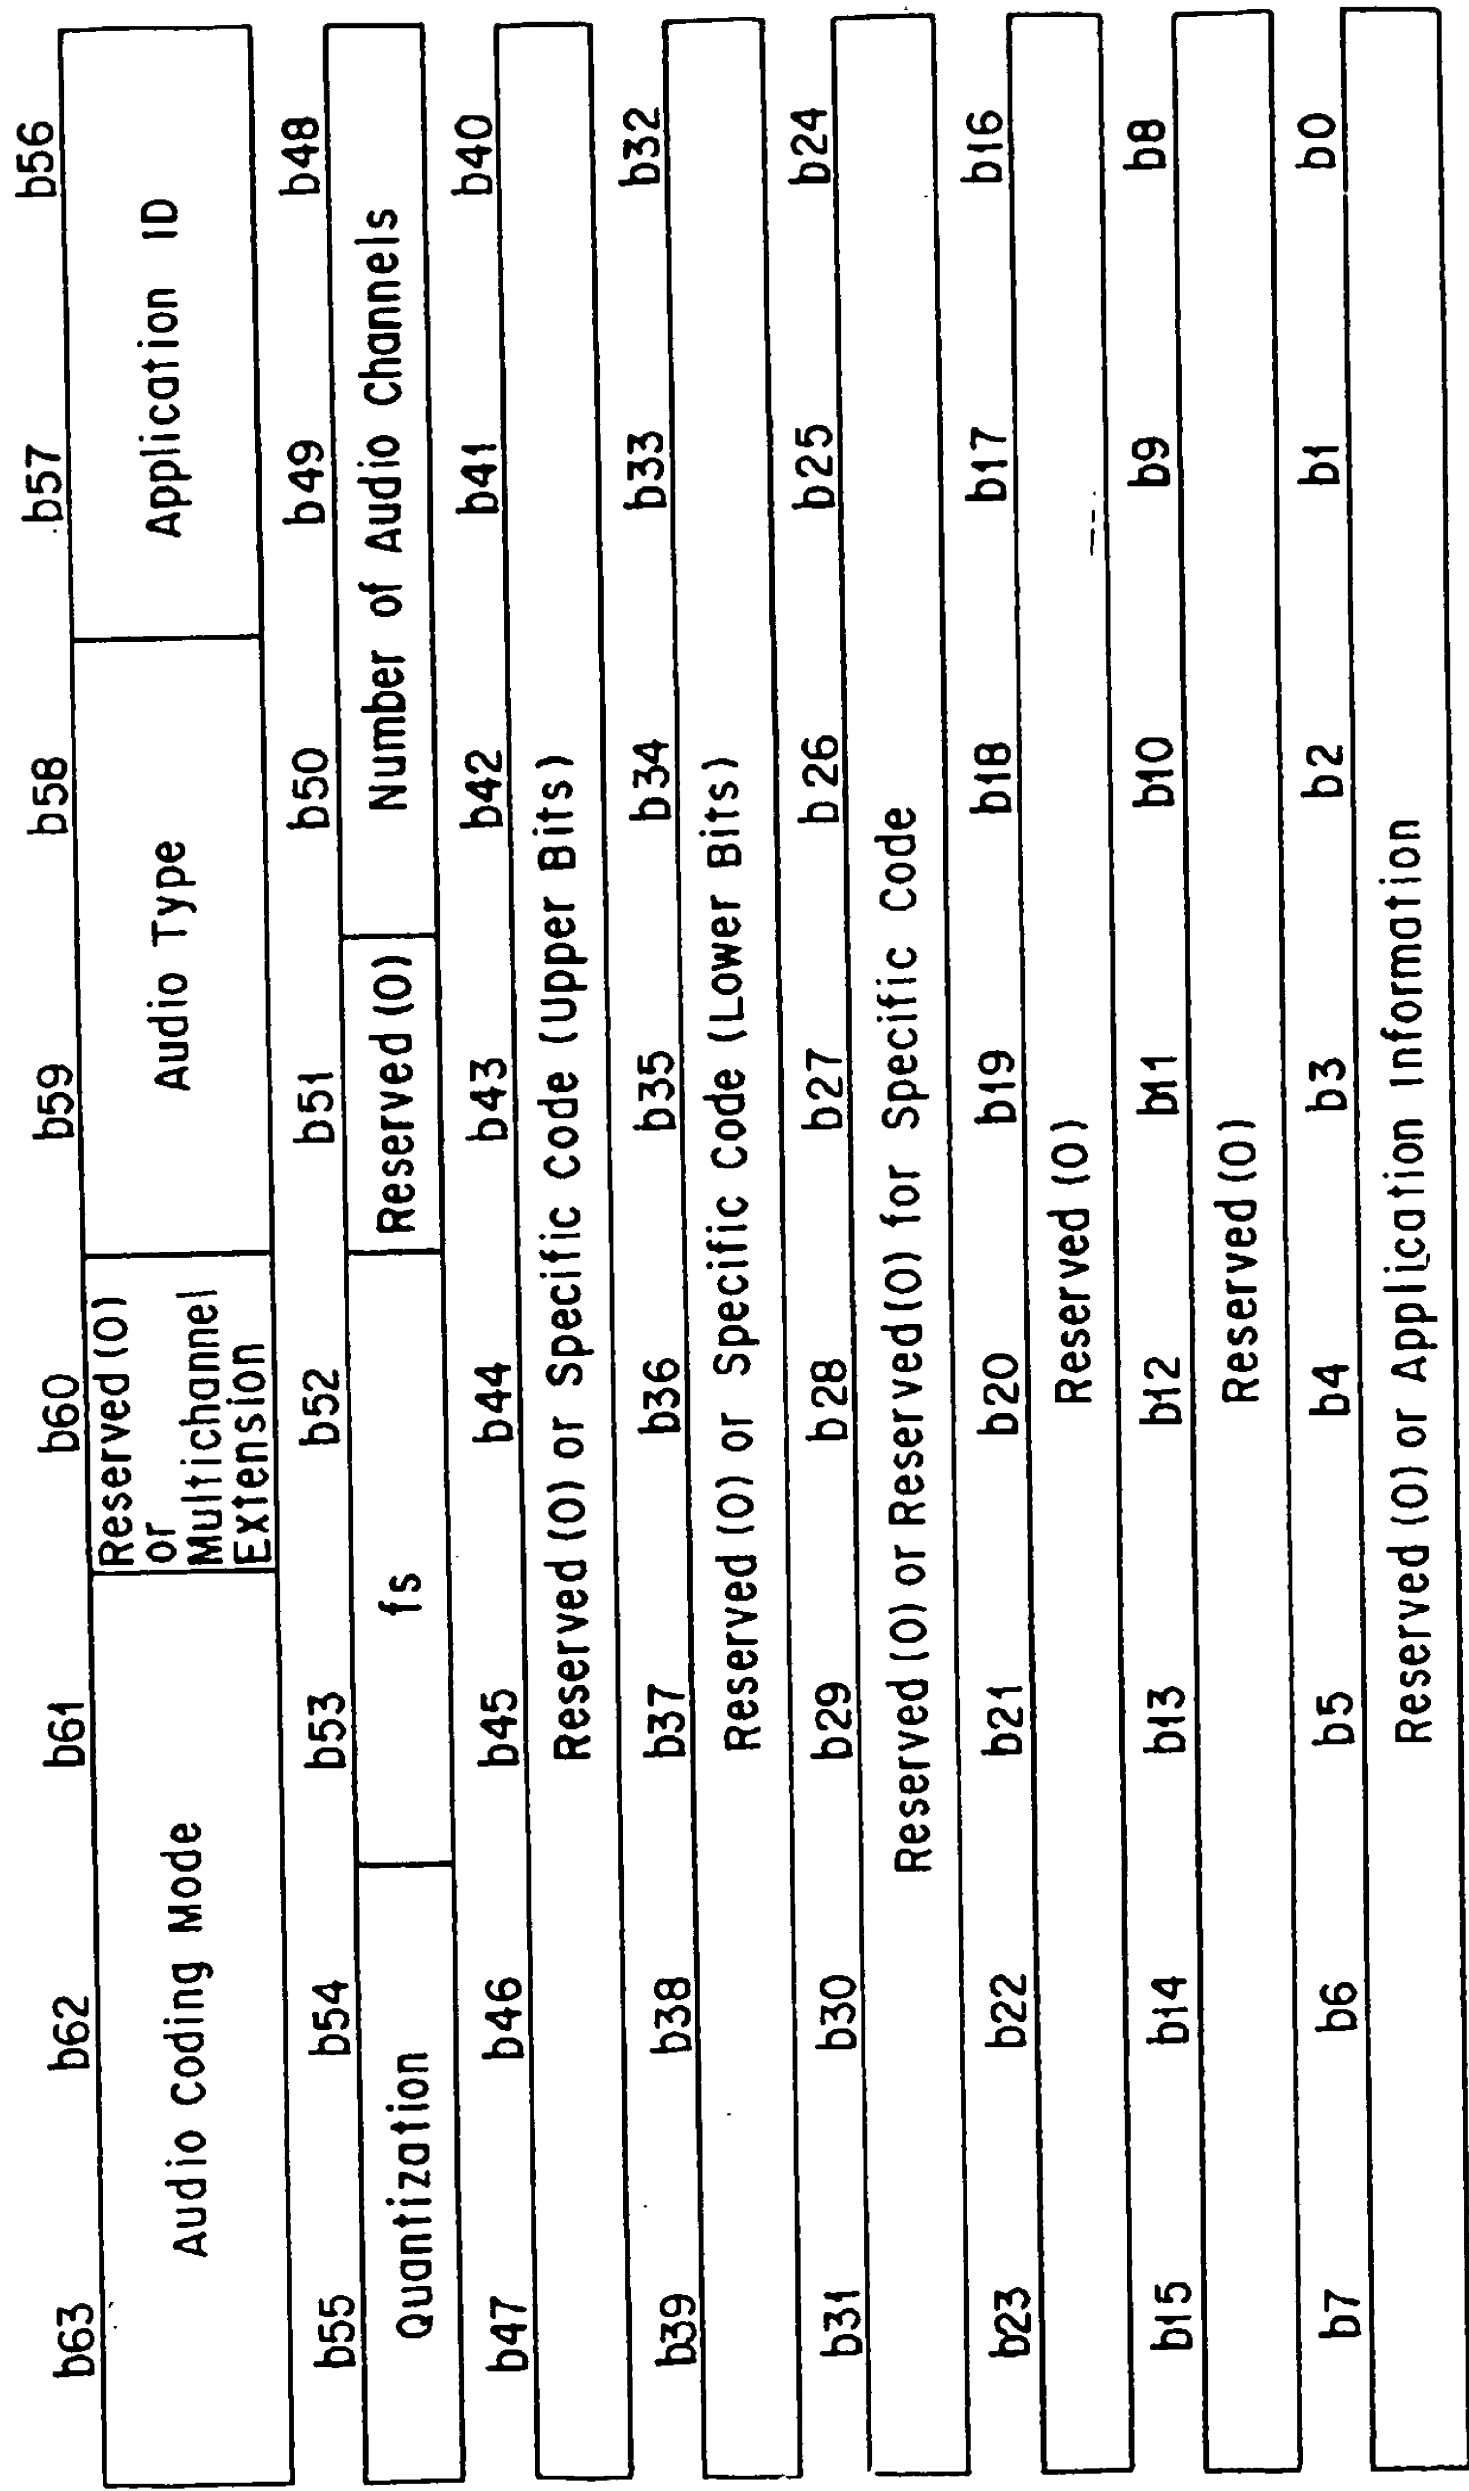 b63 b62 b61 b60 b59 b58 b57 b56
Audio Coding Mode
Reserved (0)
or
Multichannel
Extension
Audio Type
Application ID
b55 b54 b53 b52 b51 b50 b49 b48
Quantization
fs
Reserved (0)
Number of Audio Channels
b47 b46 b45 b44 b43 b42 b41 b40
Reserved (0) or Specific Code (Upper Bits)
b39 b38 b37 b36 b35 b34 b33 b32
Reserved (0) or Specific Code (Lower Bits)
b31 b30 b29 b28 b27 b26 b25 b24
Reserved (0) or Reserved (0) for Specific Code
b23 b22 b21 b20 b19 b18 b17 b16
Reserved (0)
b15 b14 b13 b12 b11 b10 b9 b8
Reserved (0)
b7 b6 b5 b4 b3 b2 b1 b0
Reserved (0) or Application Information